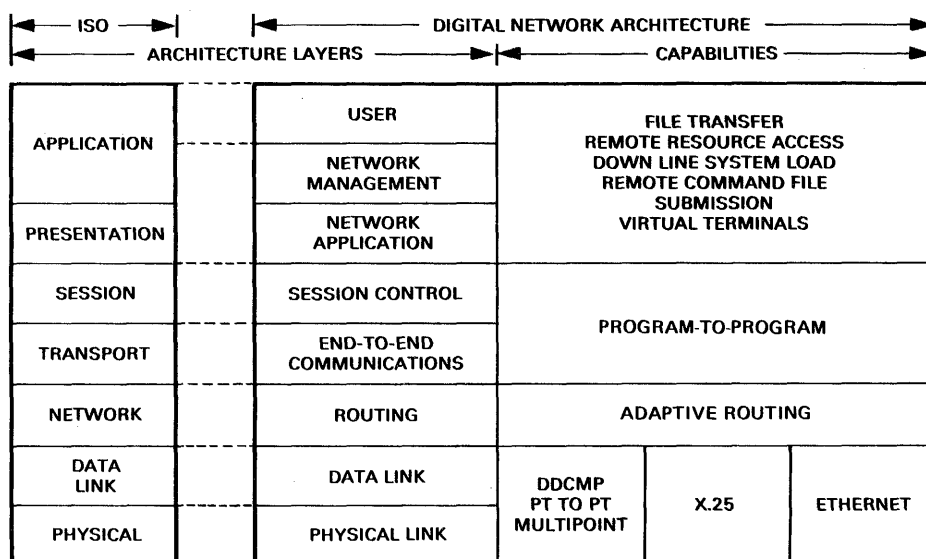 ISO
DIGITAL NETWORK ARCHITECTURE
ARCHITECTURE LAYERS
CAPABILITIES
APPLICATION
PRESENTATION
SESSION
TRANSPORT
NETWORK
DATA
LINK
PHYSICAL
USER
NETWORK
MANAGEMENT
NETWORK
APPLICATION
SESSION CONTROL
END-TO-END
COMMUNICATIONS
ROUTING
DATA LINK
PHYSICAL LINK
FILE TRANSFER
REMOTE RESOURCE ACCESS
DOWN LINE SYSTEM LOAD
REMOTE COMMAND FILE
SUBMISSION
VIRTUAL TERMINALS
PROGRAM-TO-PROGRAM
ADAPTIVE ROUTING
DDCMP
PT TO PT
MULTIPOINT
X.25
ETHERNET